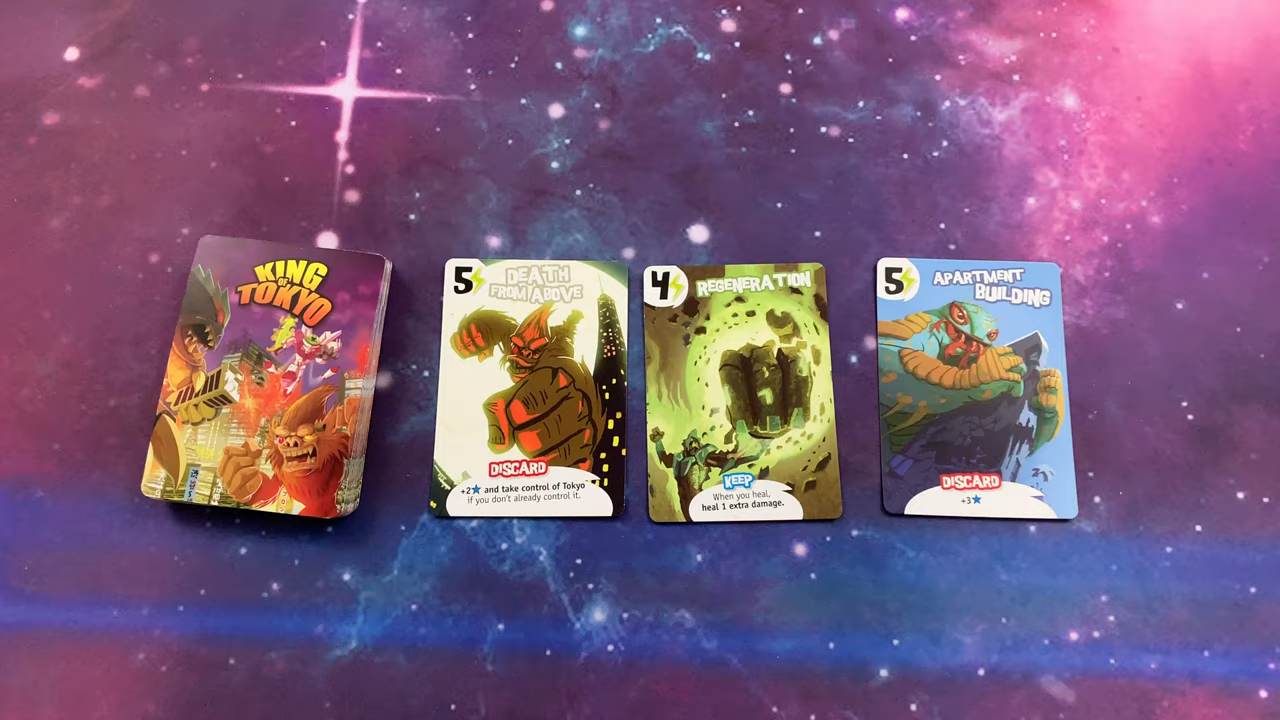 KING
OF
TOKYO
5
DEATH
FROM ABOVE
DISCARD
+2★ and take control of Tokyo
if you don't already control it.
4
REGENERATION
KEEP
When you heal,
heal 1 extra damage.
5
APARTMENT
BUILDING
DISCARD
+3★